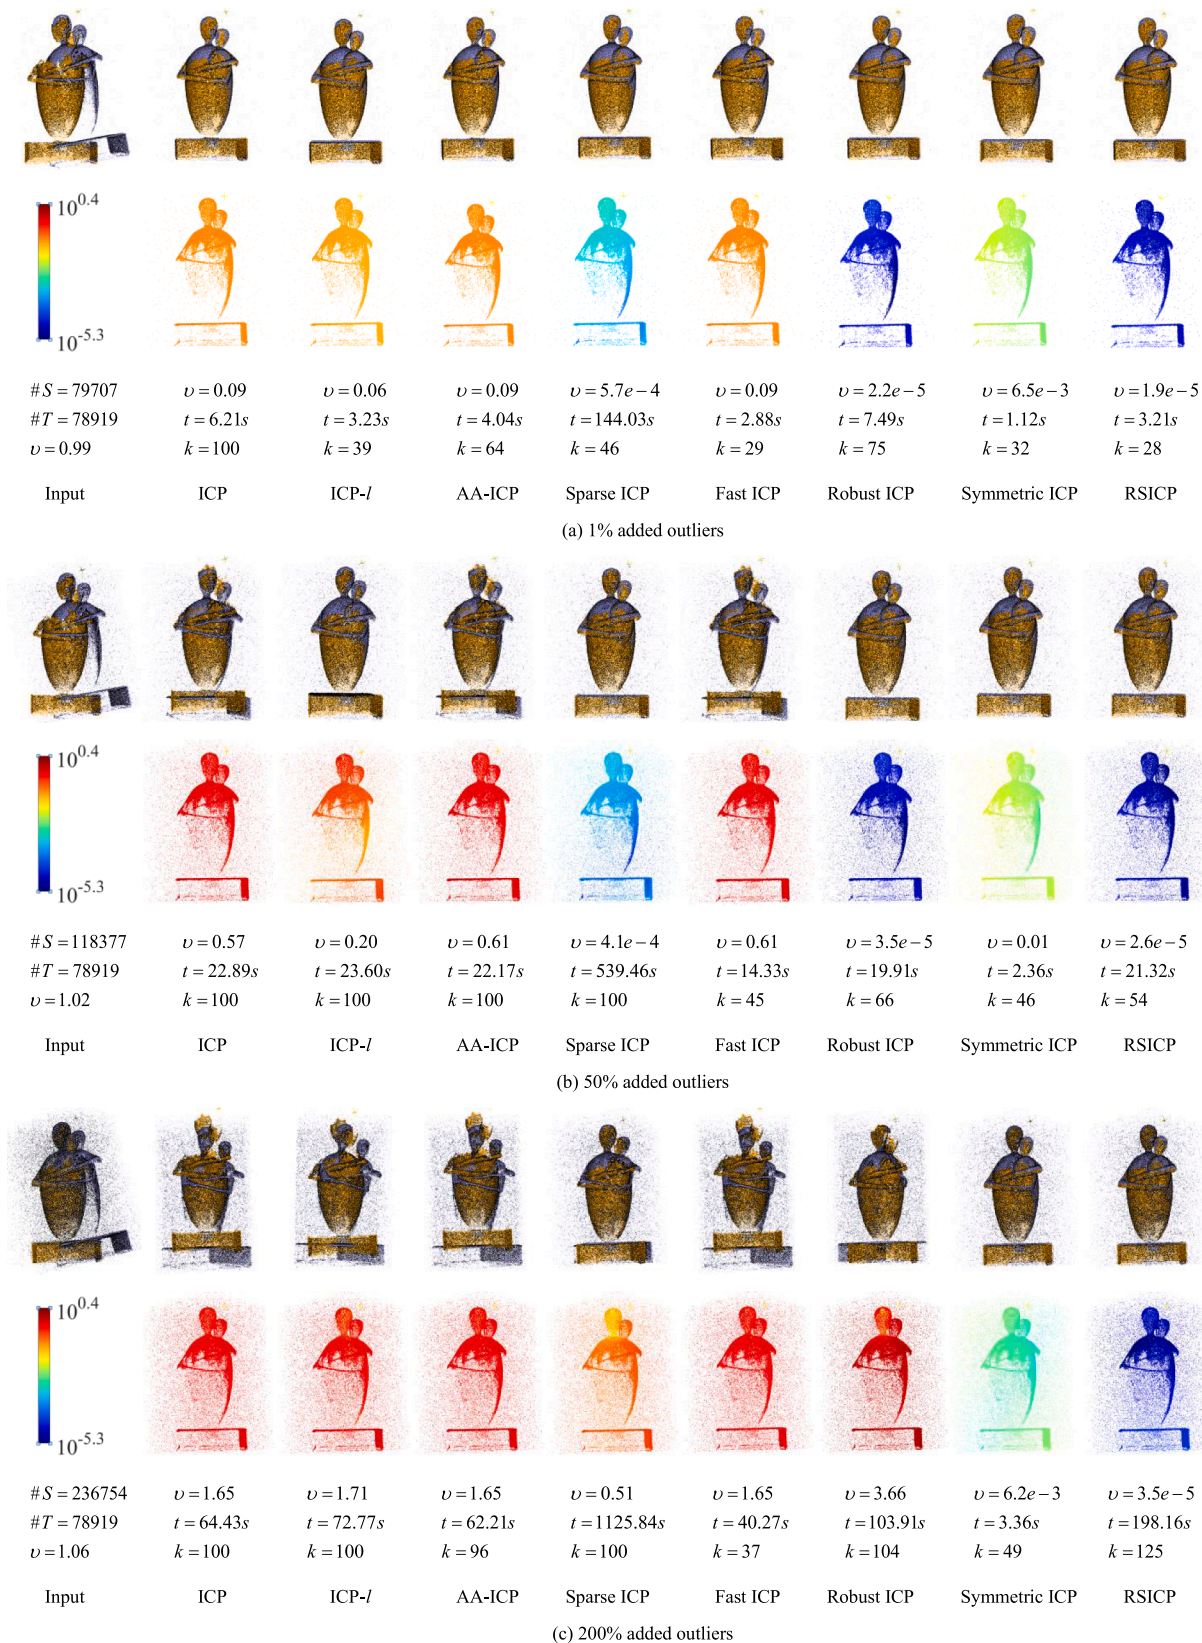 10^0.4
10^-5.3
#S = 79707 υ = 0.09 υ = 0.06 υ = 0.09 υ = 5.7e−4 υ = 0.09 υ = 2.2e−5 υ = 6.5e−3 υ = 1.9e−5
#T = 78919 t = 6.21s t = 3.23s t = 4.04s t = 144.03s t = 2.88s t = 7.49s t = 1.12s t = 3.21s
υ = 0.99 k = 100 k = 39 k = 64 k = 46 k = 29 k = 75 k = 32 k = 28
Input ICP ICP-l AA-ICP Sparse ICP Fast ICP Robust ICP Symmetric ICP RSICP
(a) 1% added outliers
10^0.4
10^-5.3
#S = 118377 υ = 0.57 υ = 0.20 υ = 0.61 υ = 4.1e−4 υ = 0.61 υ = 3.5e−5 υ = 0.01 υ = 2.6e−5
#T = 78919 t = 22.89s t = 23.60s t = 22.17s t = 539.46s t = 14.33s t = 19.91s t = 2.36s t = 21.32s
υ = 1.02 k = 100 k = 100 k = 100 k = 100 k = 45 k = 66 k = 46 k = 54
Input ICP ICP-l AA-ICP Sparse ICP Fast ICP Robust ICP Symmetric ICP RSICP
(b) 50% added outliers
10^0.4
10^-5.3
#S = 236754 υ = 1.65 υ = 1.71 υ = 1.65 υ = 0.51 υ = 1.65 υ = 3.66 υ = 6.2e−3 υ = 3.5e−5
#T = 78919 t = 64.43s t = 72.77s t = 62.21s t = 1125.84s t = 40.27s t = 103.91s t = 3.36s t = 198.16s
υ = 1.06 k = 100 k = 100 k = 96 k = 100 k = 37 k = 104 k = 49 k = 125
Input ICP ICP-l AA-ICP Sparse ICP Fast ICP Robust ICP Symmetric ICP RSICP
(c) 200% added outliers